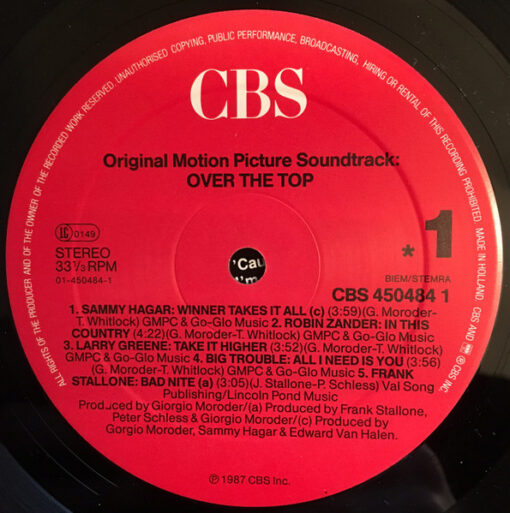 ALL RIGHTS OF THE PRODUCER AND OF THE OWNER OF THE RECORDED WORK RESERVED. UNAUTHORISED COPYING, PUBLIC PERFORMANCE, BROADCASTING, HIRING OR RENTAL OF THIS RECORDING PROHIBITED. MADE IN HOLLAND. CBS AND ® CBS INC.
CBS
Original Motion Picture Soundtrack:
OVER THE TOP
LC 0149
STEREO
33⅓ RPM
01-450484-1
'Cau
I'm
* 1
BIEM/STEMRA
CBS 450484 1
1. SAMMY HAGAR: WINNER TAKES IT ALL (c) (3:59)(G. Moroder-
T. Whitlock) GMPC & Go-Glo Music 2. ROBIN ZANDER: IN THIS
COUNTRY (4:22)(G. Moroder-T. Whitlock) GMPC & Go-Glo Music
3. LARRY GREENE: TAKE IT HIGHER (3:52)(G. Moroder-T. Whitlock)
GMPC & Go-Glo Music 4. BIG TROUBLE: ALL I NEED IS YOU (3:56)
(G. Moroder-T. Whitlock) GMPC & Go-Glo Music 5. FRANK
STALLONE: BAD NITE (a) (3:05)(J. Stallone-P. Schless) Val Song
Publishing/Lincoln Pond Music
Produced by Giorgio Moroder/(a) Produced by Frank Stallone,
Peter Schless & Giorgio Moroder/(c) Produced by
Gorgio Moroder, Sammy Hagar & Edward Van Halen.
℗ 1987 CBS Inc.